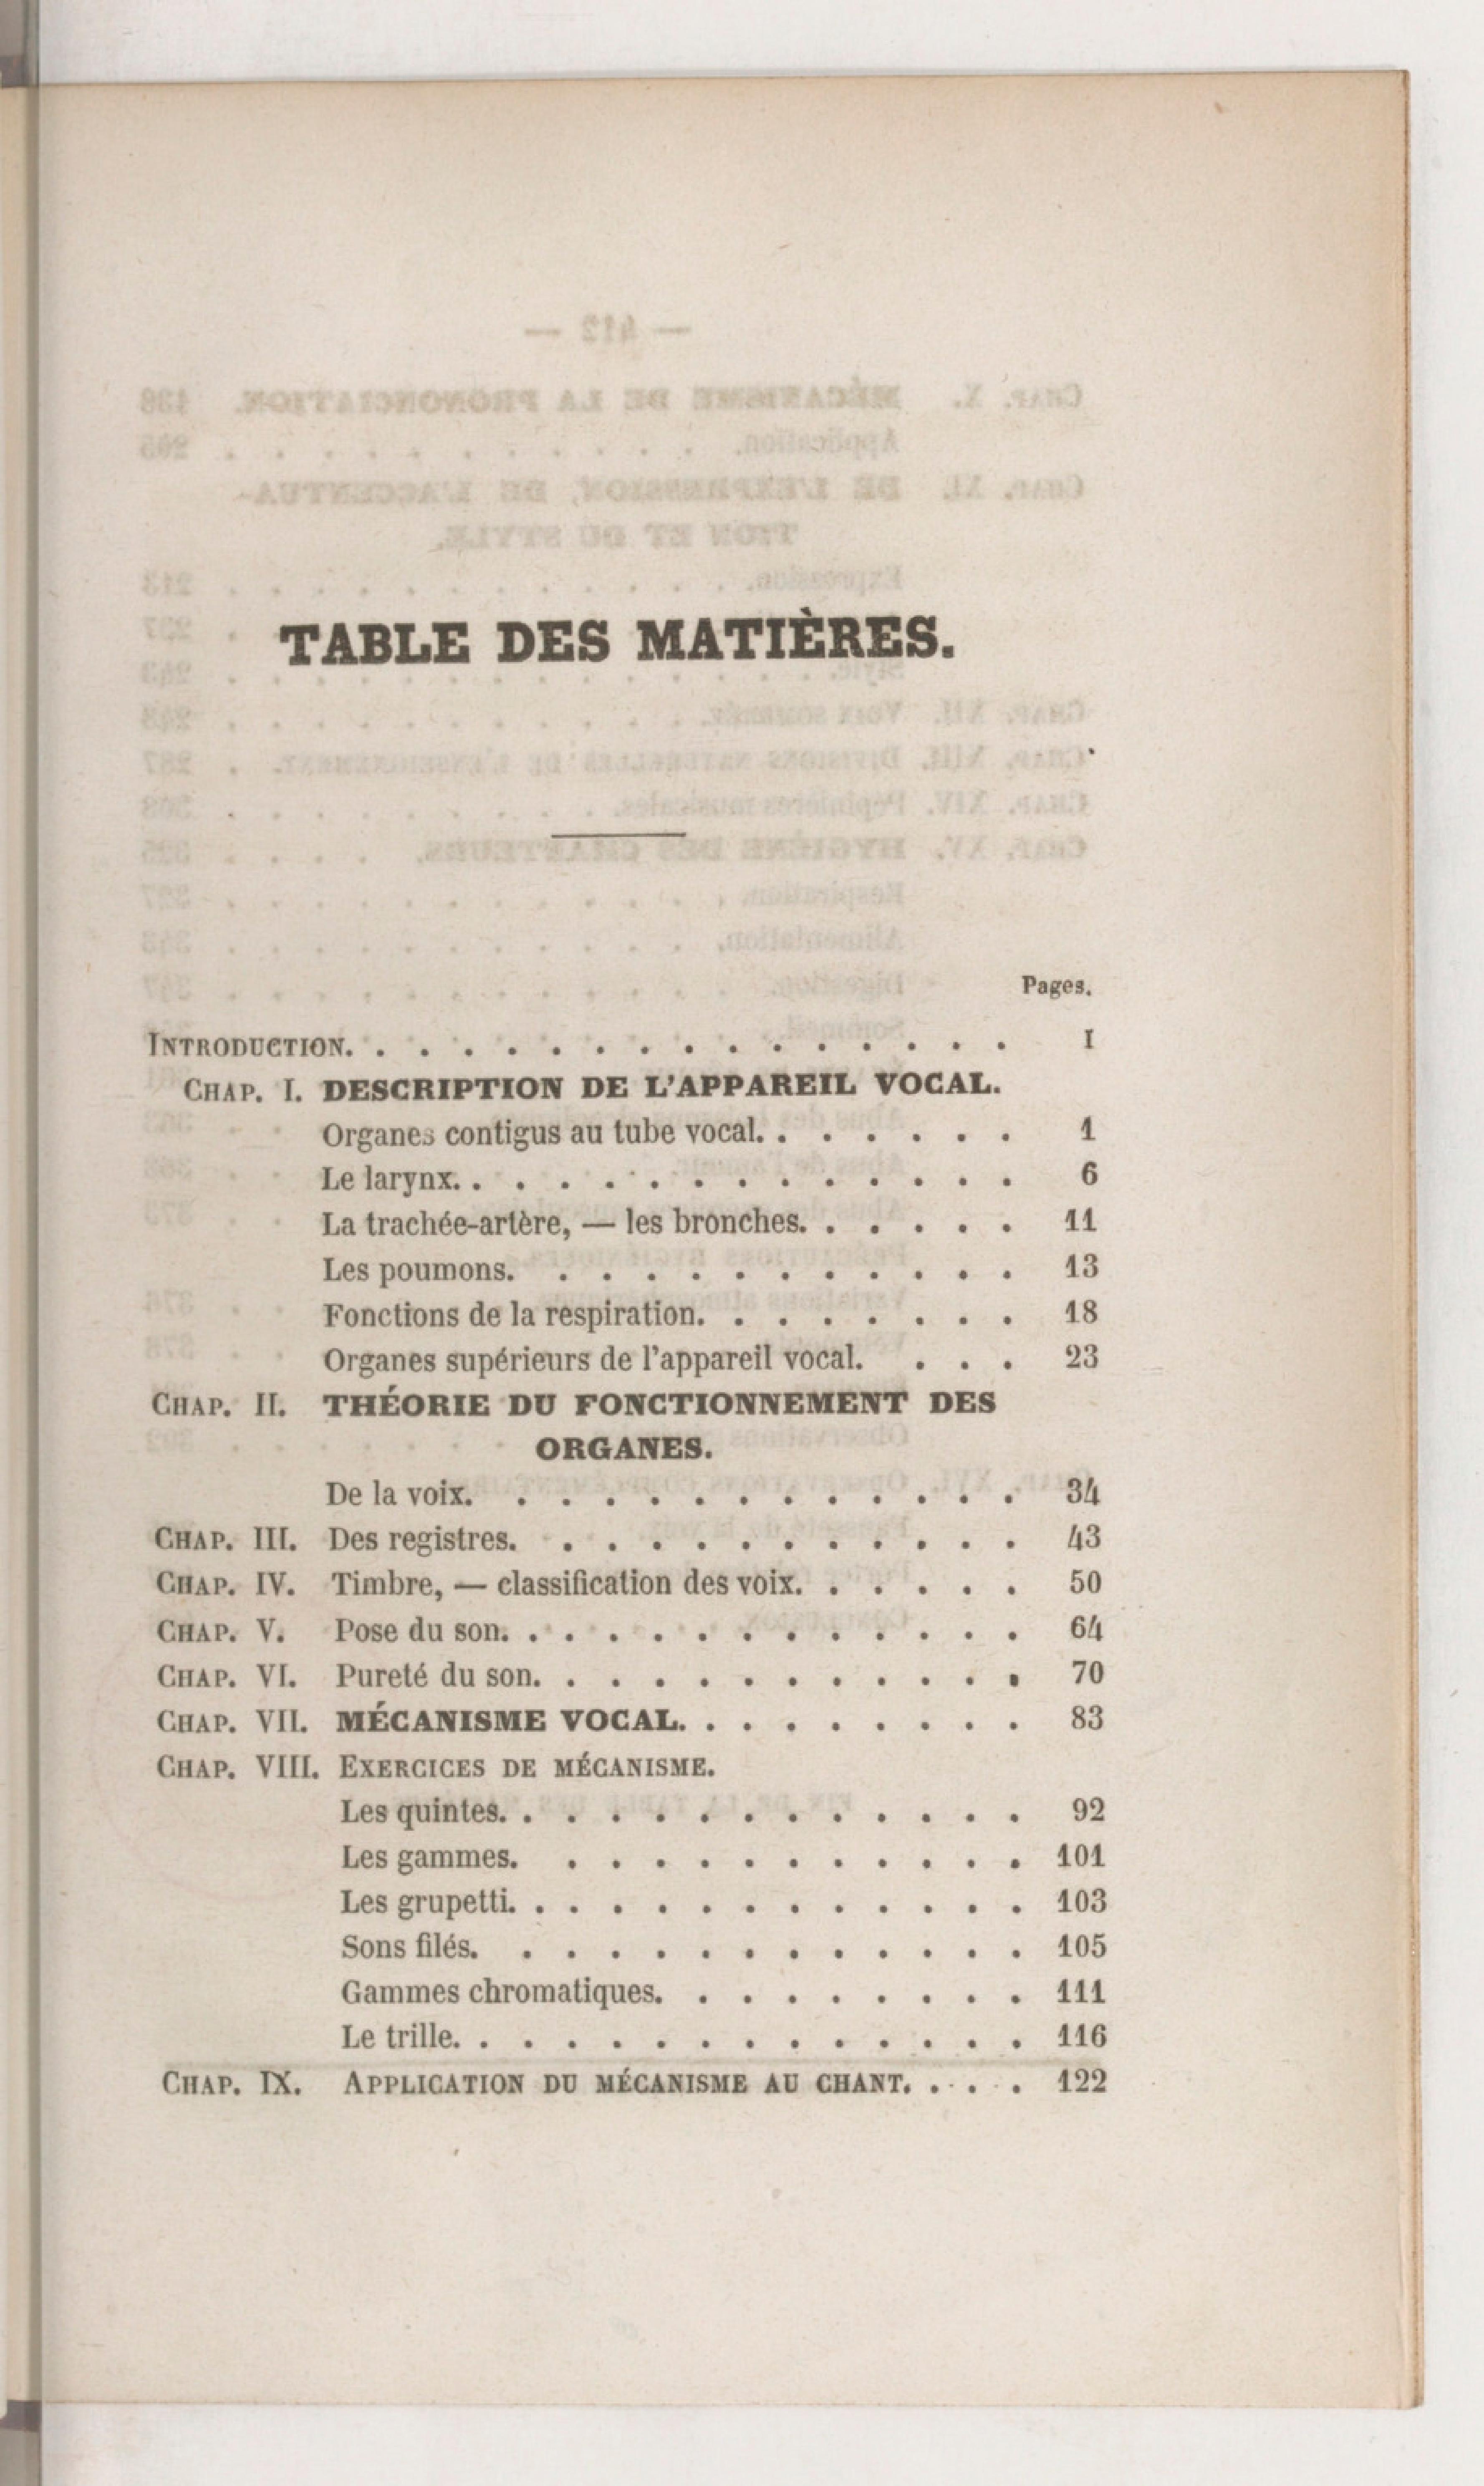 TABLE DES MATIÈRES.
Pages.
INTRODUCTION. . . . . . . . . . . . . . . . I
CHAP. I. DESCRIPTION DE L'APPAREIL VOCAL.
Organes contigus au tube vocal. . . . . . . 1
Le larynx. . . . . . . . . . . . . . 6
La trachée-artère, — les bronches. . . . . . 11
Les poumons. . . . . . . . . . . . 13
Fonctions de la respiration. . . . . . . . 18
Organes supérieurs de l'appareil vocal. . . . 23
CHAP. II. THÉORIE DU FONCTIONNEMENT DES
ORGANES.
De la voix. . . . . . . . . . . . . 34
CHAP. III. Des registres. . . . . . . . . . . . 43
CHAP. IV. Timbre, — classification des voix. . . . . . 50
CHAP. V. Pose du son. . . . . . . . . . . . . 64
CHAP. VI. Pureté du son. . . . . . . . . . . . 70
CHAP. VII. MÉCANISME VOCAL. . . . . . . . . 83
CHAP. VIII. EXERCICES DE MÉCANISME.
Les quintes. . . . . . . . . . . . . 92
Les gammes. . . . . . . . . . . . 101
Les grupetti. . . . . . . . . . . . . 103
Sons filés. . . . . . . . . . . . . 105
Gammes chromatiques. . . . . . . . . 111
Le trille. . . . . . . . . . . . . . 116
CHAP. IX. APPLICATION DU MÉCANISME AU CHANT. . . . . 122